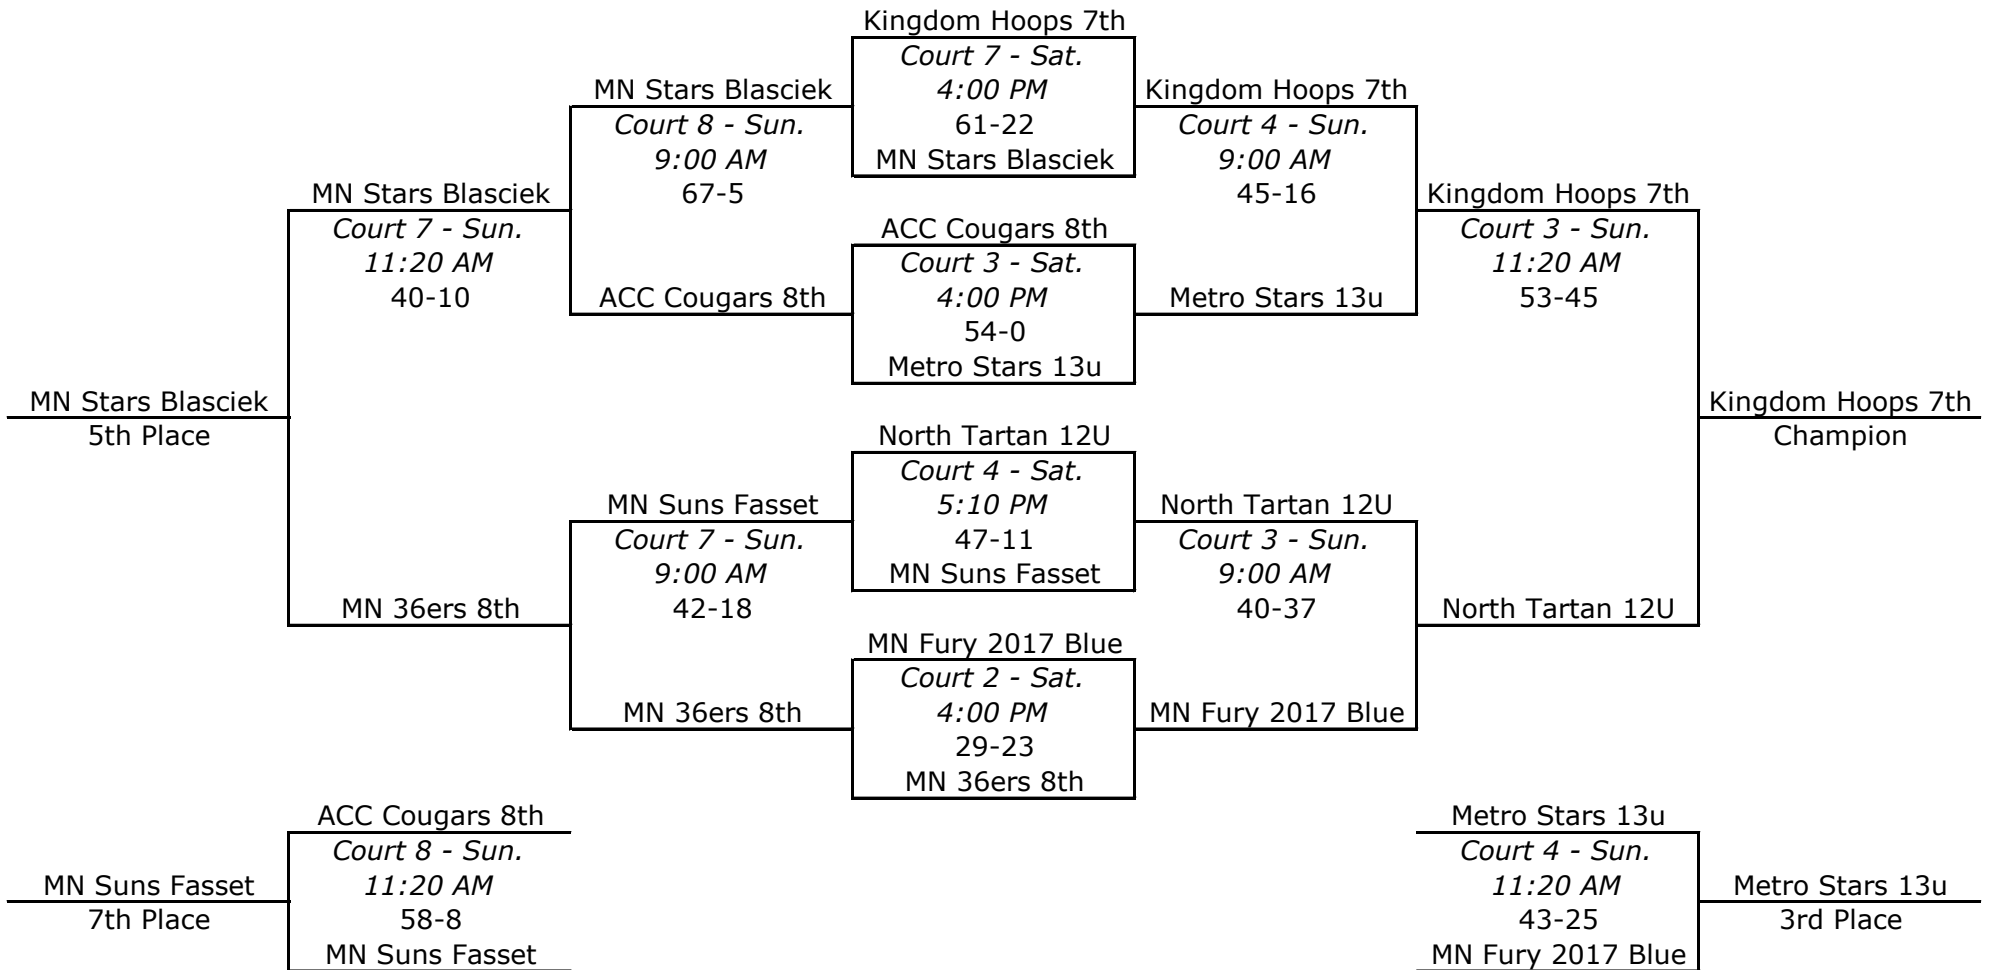 Kingdom Hoops 7th
Court 7 - Sat.
MN Stars Blasciek 4:00 PM Kingdom Hoops 7th
Court 8 - Sun. 61-22 Court 4 - Sun.
9:00 AM MN Stars Blasciek 9:00 AM
MN Stars Blasciek 67-5 45-16 Kingdom Hoops 7th
Court 7 - Sun. ACC Cougars 8th Court 3 - Sun.
11:20 AM Court 3 - Sat. 11:20 AM
40-10 ACC Cougars 8th 4:00 PM Metro Stars 13u 53-45
54-0
Metro Stars 13u
MN Stars Blasciek Kingdom Hoops 7th
5th Place North Tartan 12U Champion
Court 4 - Sat.
MN Suns Fasset 5:10 PM North Tartan 12U
Court 7 - Sun. 47-11 Court 3 - Sun.
9:00 AM MN Suns Fasset 9:00 AM
MN 36ers 8th 42-18 40-37 North Tartan 12U
MN Fury 2017 Blue
Court 2 - Sat.
MN 36ers 8th 4:00 PM MN Fury 2017 Blue
29-23
MN 36ers 8th
ACC Cougars 8th Metro Stars 13u
Court 8 - Sun. Court 4 - Sun.
MN Suns Fasset 11:20 AM 11:20 AM Metro Stars 13u
7th Place 58-8 43-25 3rd Place
MN Suns Fasset MN Fury 2017 Blue